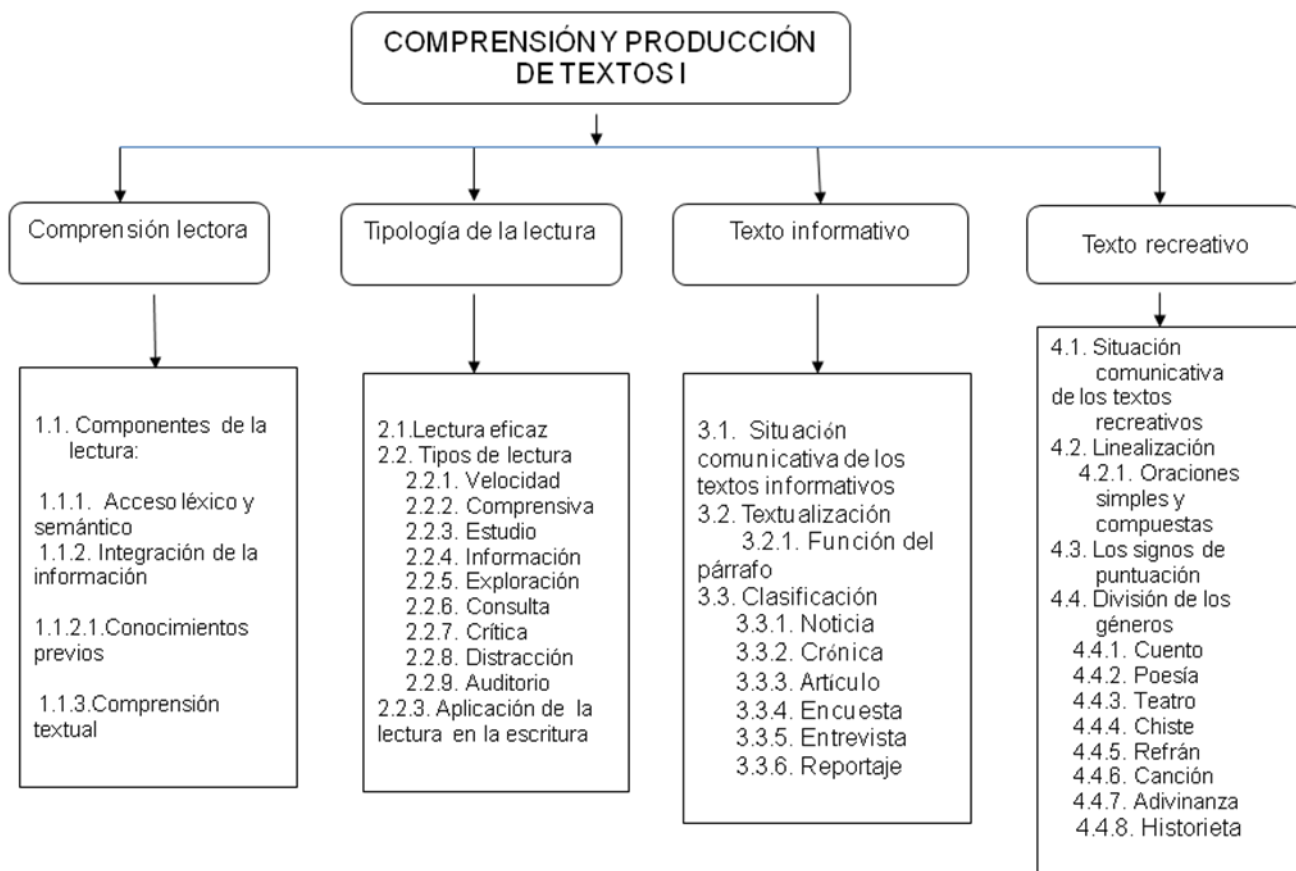 COMPRENSIÓN Y PRODUCCIÓN
DE TEXTOS I
Comprensión lectora
Tipología de la lectura
Texto informativo
Texto recreativo
1.1. Componentes de la
lectura:
1.1.1. Acceso léxico y
semántico
1.1.2. Integración de la
información
1.1.2.1.Conocimientos
previos
1.1.3.Comprensión
textual
2.1.Lectura eficaz
2.2. Tipos de lectura
2.2.1. Velocidad
2.2.2. Comprensiva
2.2.3. Estudio
2.2.4. Información
2.2.5. Exploración
2.2.6. Consulta
2.2.7. Crítica
2.2.8. Distracción
2.2.9. Auditorio
2.2.3. Aplicación de la
lectura en la escritura
3.1. Situación
comunicativa de los
textos informativos
3.2. Textualización
3.2.1. Función del
párrafo
3.3. Clasificación
3.3.1. Noticia
3.3.2. Crónica
3.3.3. Artículo
3.3.4. Encuesta
3.3.5. Entrevista
3.3.6. Reportaje
4.1. Situación
comunicativa
de los textos
recreativos
4.2. Linealización
4.2.1. Oraciones
simples y
compuestas
4.3. Los signos de
puntuación
4.4. División de los
géneros
4.4.1. Cuento
4.4.2. Poesía
4.4.3. Teatro
4.4.4. Chiste
4.4.5. Refrán
4.4.6. Canción
4.4.7. Adivinanza
4.4.8. Historieta